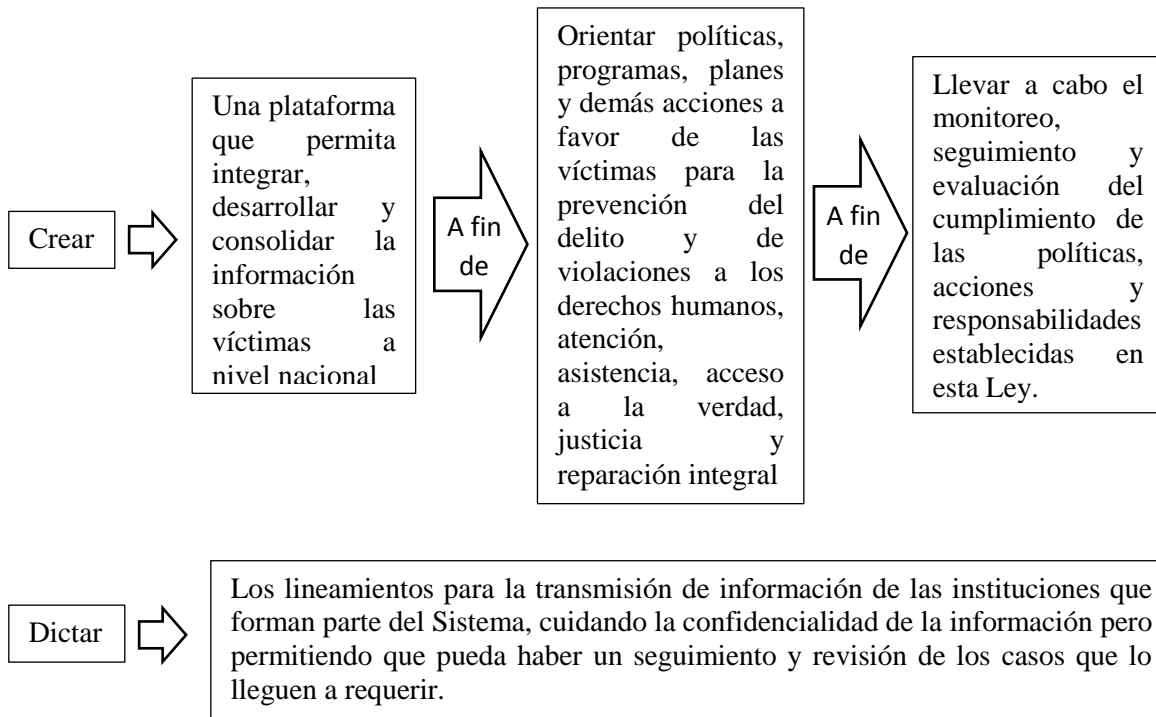 Crear
Una plataforma
que permita
integrar,
desarrollar y
consolidar la
información
sobre las
víctimas a
nivel nacional
A fin
de
Orientar políticas,
programas, planes
y demás acciones a
favor de las
víctimas para la
prevención del
delito y de
violaciones a los
derechos humanos,
atención,
asistencia, acceso
a la verdad,
justicia y
reparación integral
A fin
de
Llevar a cabo el
monitoreo,
seguimiento y
evaluación del
cumplimiento de
las políticas,
acciones y
responsabilidades
establecidas en
esta Ley.
Dictar
Los lineamientos para la transmisión de información de las instituciones que
forman parte del Sistema, cuidando la confidencialidad de la información pero
permitiendo que pueda haber un seguimiento y revisión de los casos que lo
lleguen a requerir.